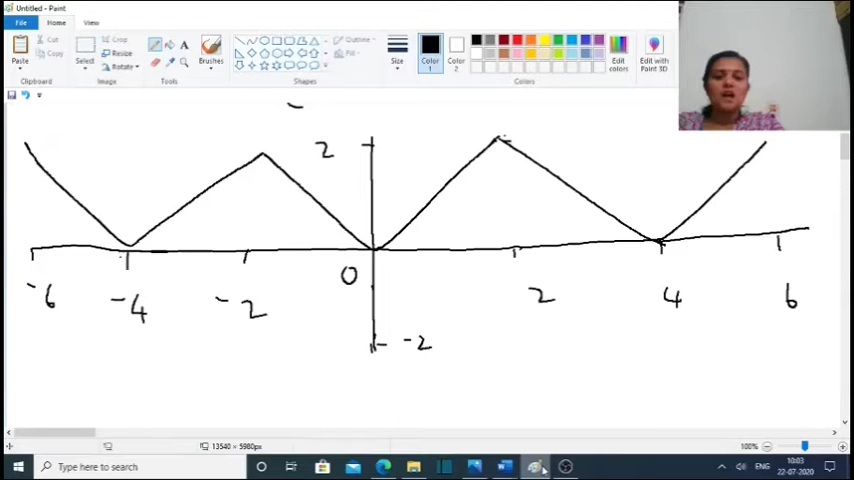 Untitled - Paint
File Home View
Paste
Cut
Copy
Clipboard
Select
Crop
Resize
Rotate
Image
A
Tools
Brushes
Shapes
Outline
Fill
Size
Color 1
Color 2
Colors
Edit colors
Edit with Paint 3D
2
0
-6 -4 -2 2 4 6
-2
13540 × 5980px
100%
Type here to search
ENG
10:03
22-07-2020